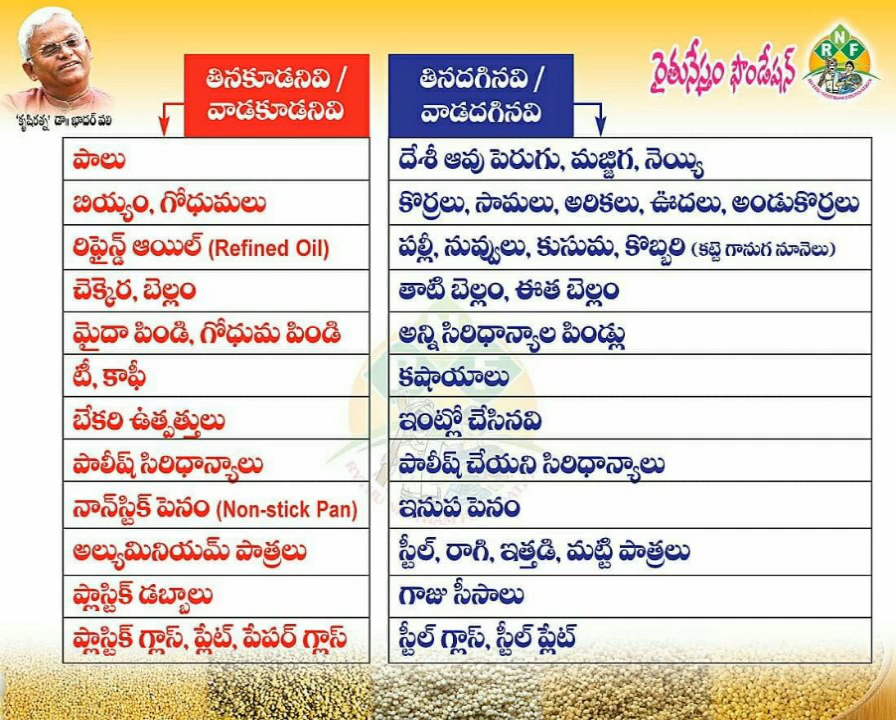 రైతునేస్తం ఫౌండేషన్
RNF
'కృషిరత్న' డాః ఖాదర్ వలి
తినకూడనివి / వాడకూడనివి
తినదగినవి / వాడదగినవి
పాలు
దేశీ ఆవు పెరుగు, మజ్జిగ, నెయ్యి
బియ్యం, గోధుమలు
కొర్రలు, సామలు, అరికలు, ఊదలు, అండుకొర్రలు
రిఫైన్డ్ ఆయిల్ (Refined Oil)
పల్లీ, నువ్వులు, కుసుమ, కొబ్బరి (కట్టె గానుగ నూనెలు)
చెక్కెర, బెల్లం
తాటి బెల్లం, ఈత బెల్లం
మైదా పిండి, గోధుమ పిండి
అన్ని సిరిధాన్యాల పిండ్లు
టీ, కాఫీ
కషాయాలు
బేకరి ఉత్పత్తులు
ఇంట్లో చేసినవి
పాలీష్ సిరిధాన్యాలు
పాలీష్ చేయని సిరిధాన్యాలు
నాన్‌స్టిక్ పెనం (Non-stick Pan)
ఇనుప పెనం
అల్యుమినియమ్ పాత్రలు
స్టీల్, రాగి, ఇత్తడి, మట్టి పాత్రలు
ప్లాస్టిక్ డబ్బాలు
గాజు సీసాలు
ప్లాస్టిక్ గ్లాస్, ప్లేట్, పేపర్ గ్లాస్
స్టీల్ గ్లాస్, స్టీల్ ప్లేట్